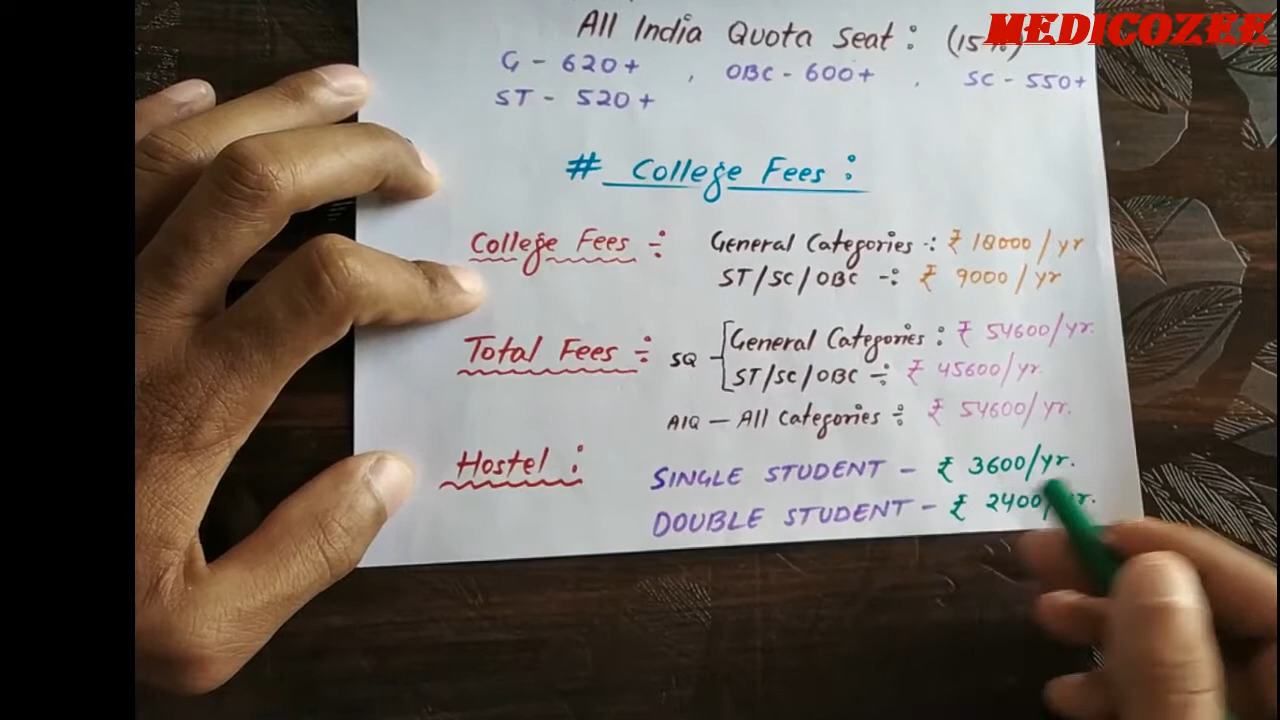 MEDICOZEE
All India Quota Seat : (15%)
G - 620+ , OBC - 600+ , SC - 550+
ST - 520+
# College Fees :
College Fees ÷ General Categories -: ₹ 18000/yr
ST/SC/OBC -: ₹ 9000/yr
Total Fees ÷ SQ General Categories : ₹ 54600/yr.
ST/SC/OBC ÷ ₹ 45600/yr.
AIQ — All Categories ÷ ₹ 54600/yr.
Hostel : SINGLE STUDENT - ₹ 3600/yr.
DOUBLE STUDENT - ₹ 2400/yr.